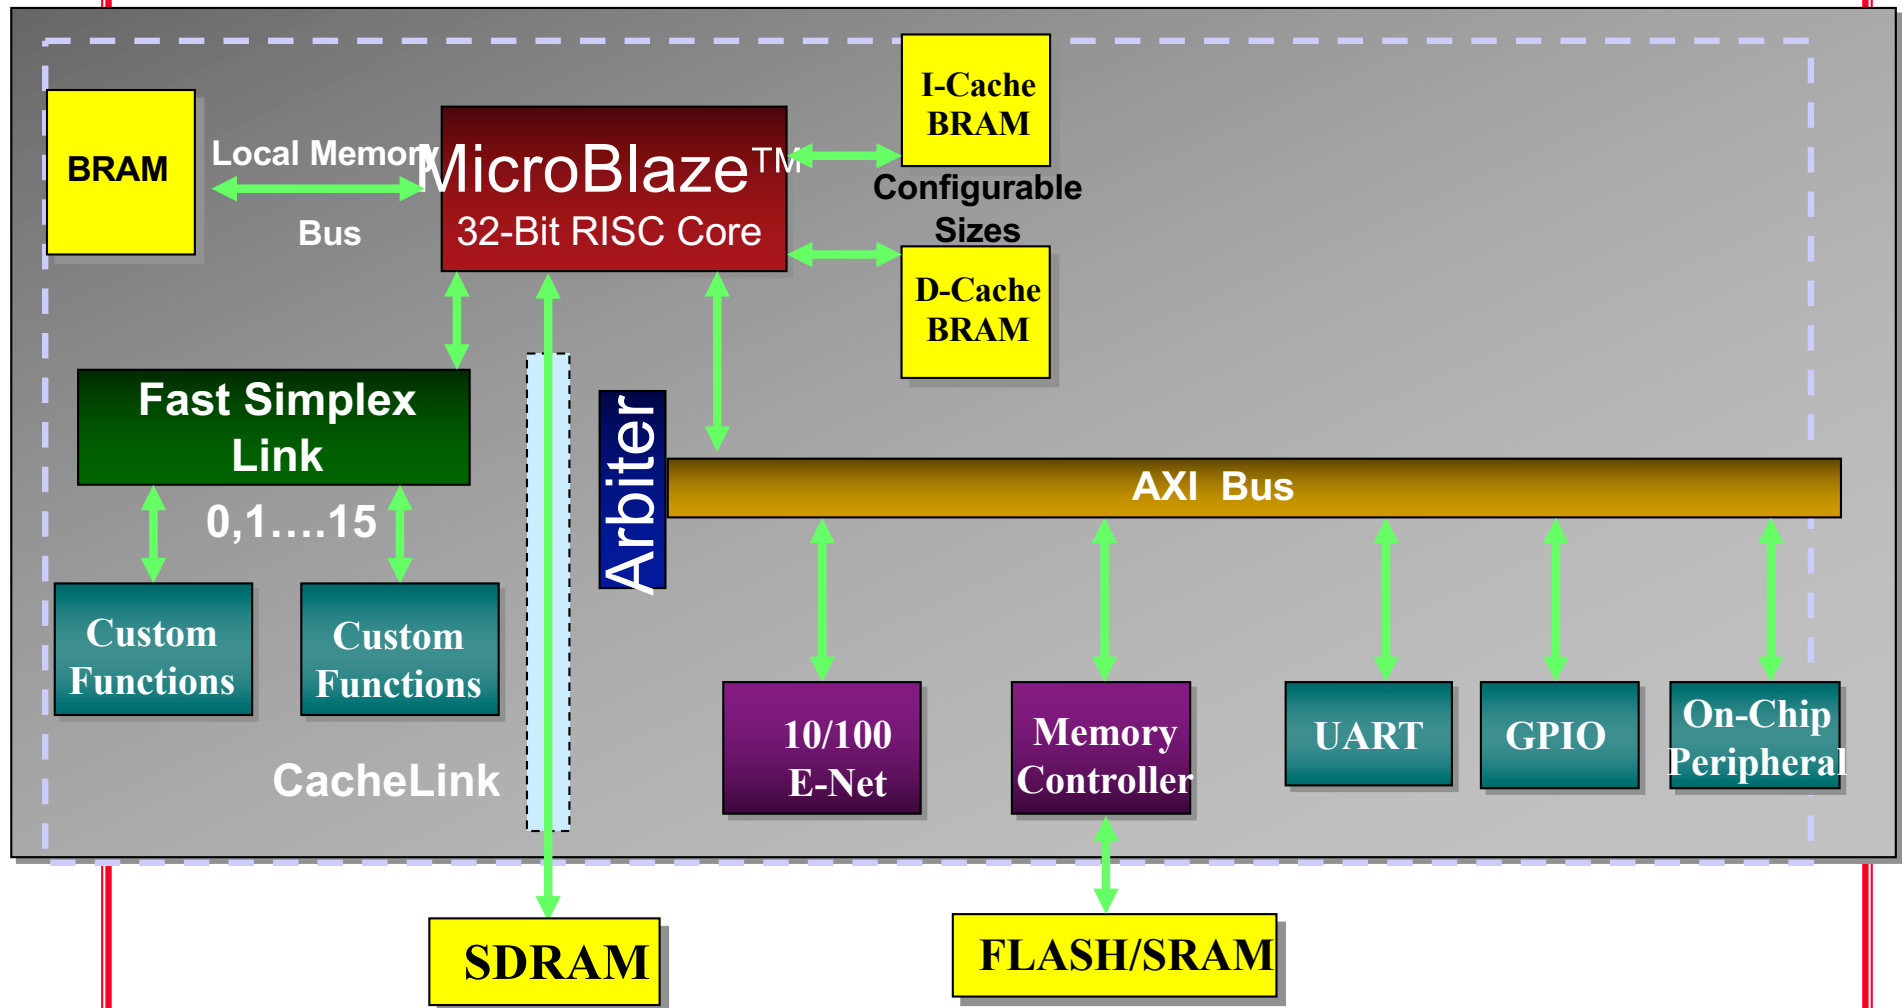 BRAM
Local Memory
Bus
MicroBlaze™
32-Bit RISC Core
I-Cache
BRAM
Configurable
Sizes
D-Cache
BRAM
Fast Simplex
Link
0,1....15
Custom
Functions
Custom
Functions
CacheLink
Arbiter
AXI Bus
10/100
E-Net
Memory
Controller
UART
GPIO
On-Chip
Peripheral
SDRAM
FLASH/SRAM